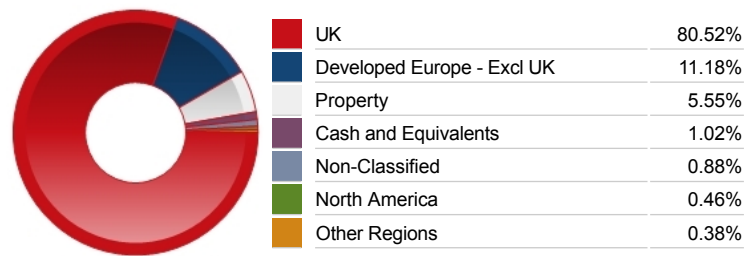 UK 80.52%
Developed Europe - Excl UK 11.18%
Property 5.55%
Cash and Equivalents 1.02%
Non-Classified 0.88%
North America 0.46%
Other Regions 0.38%